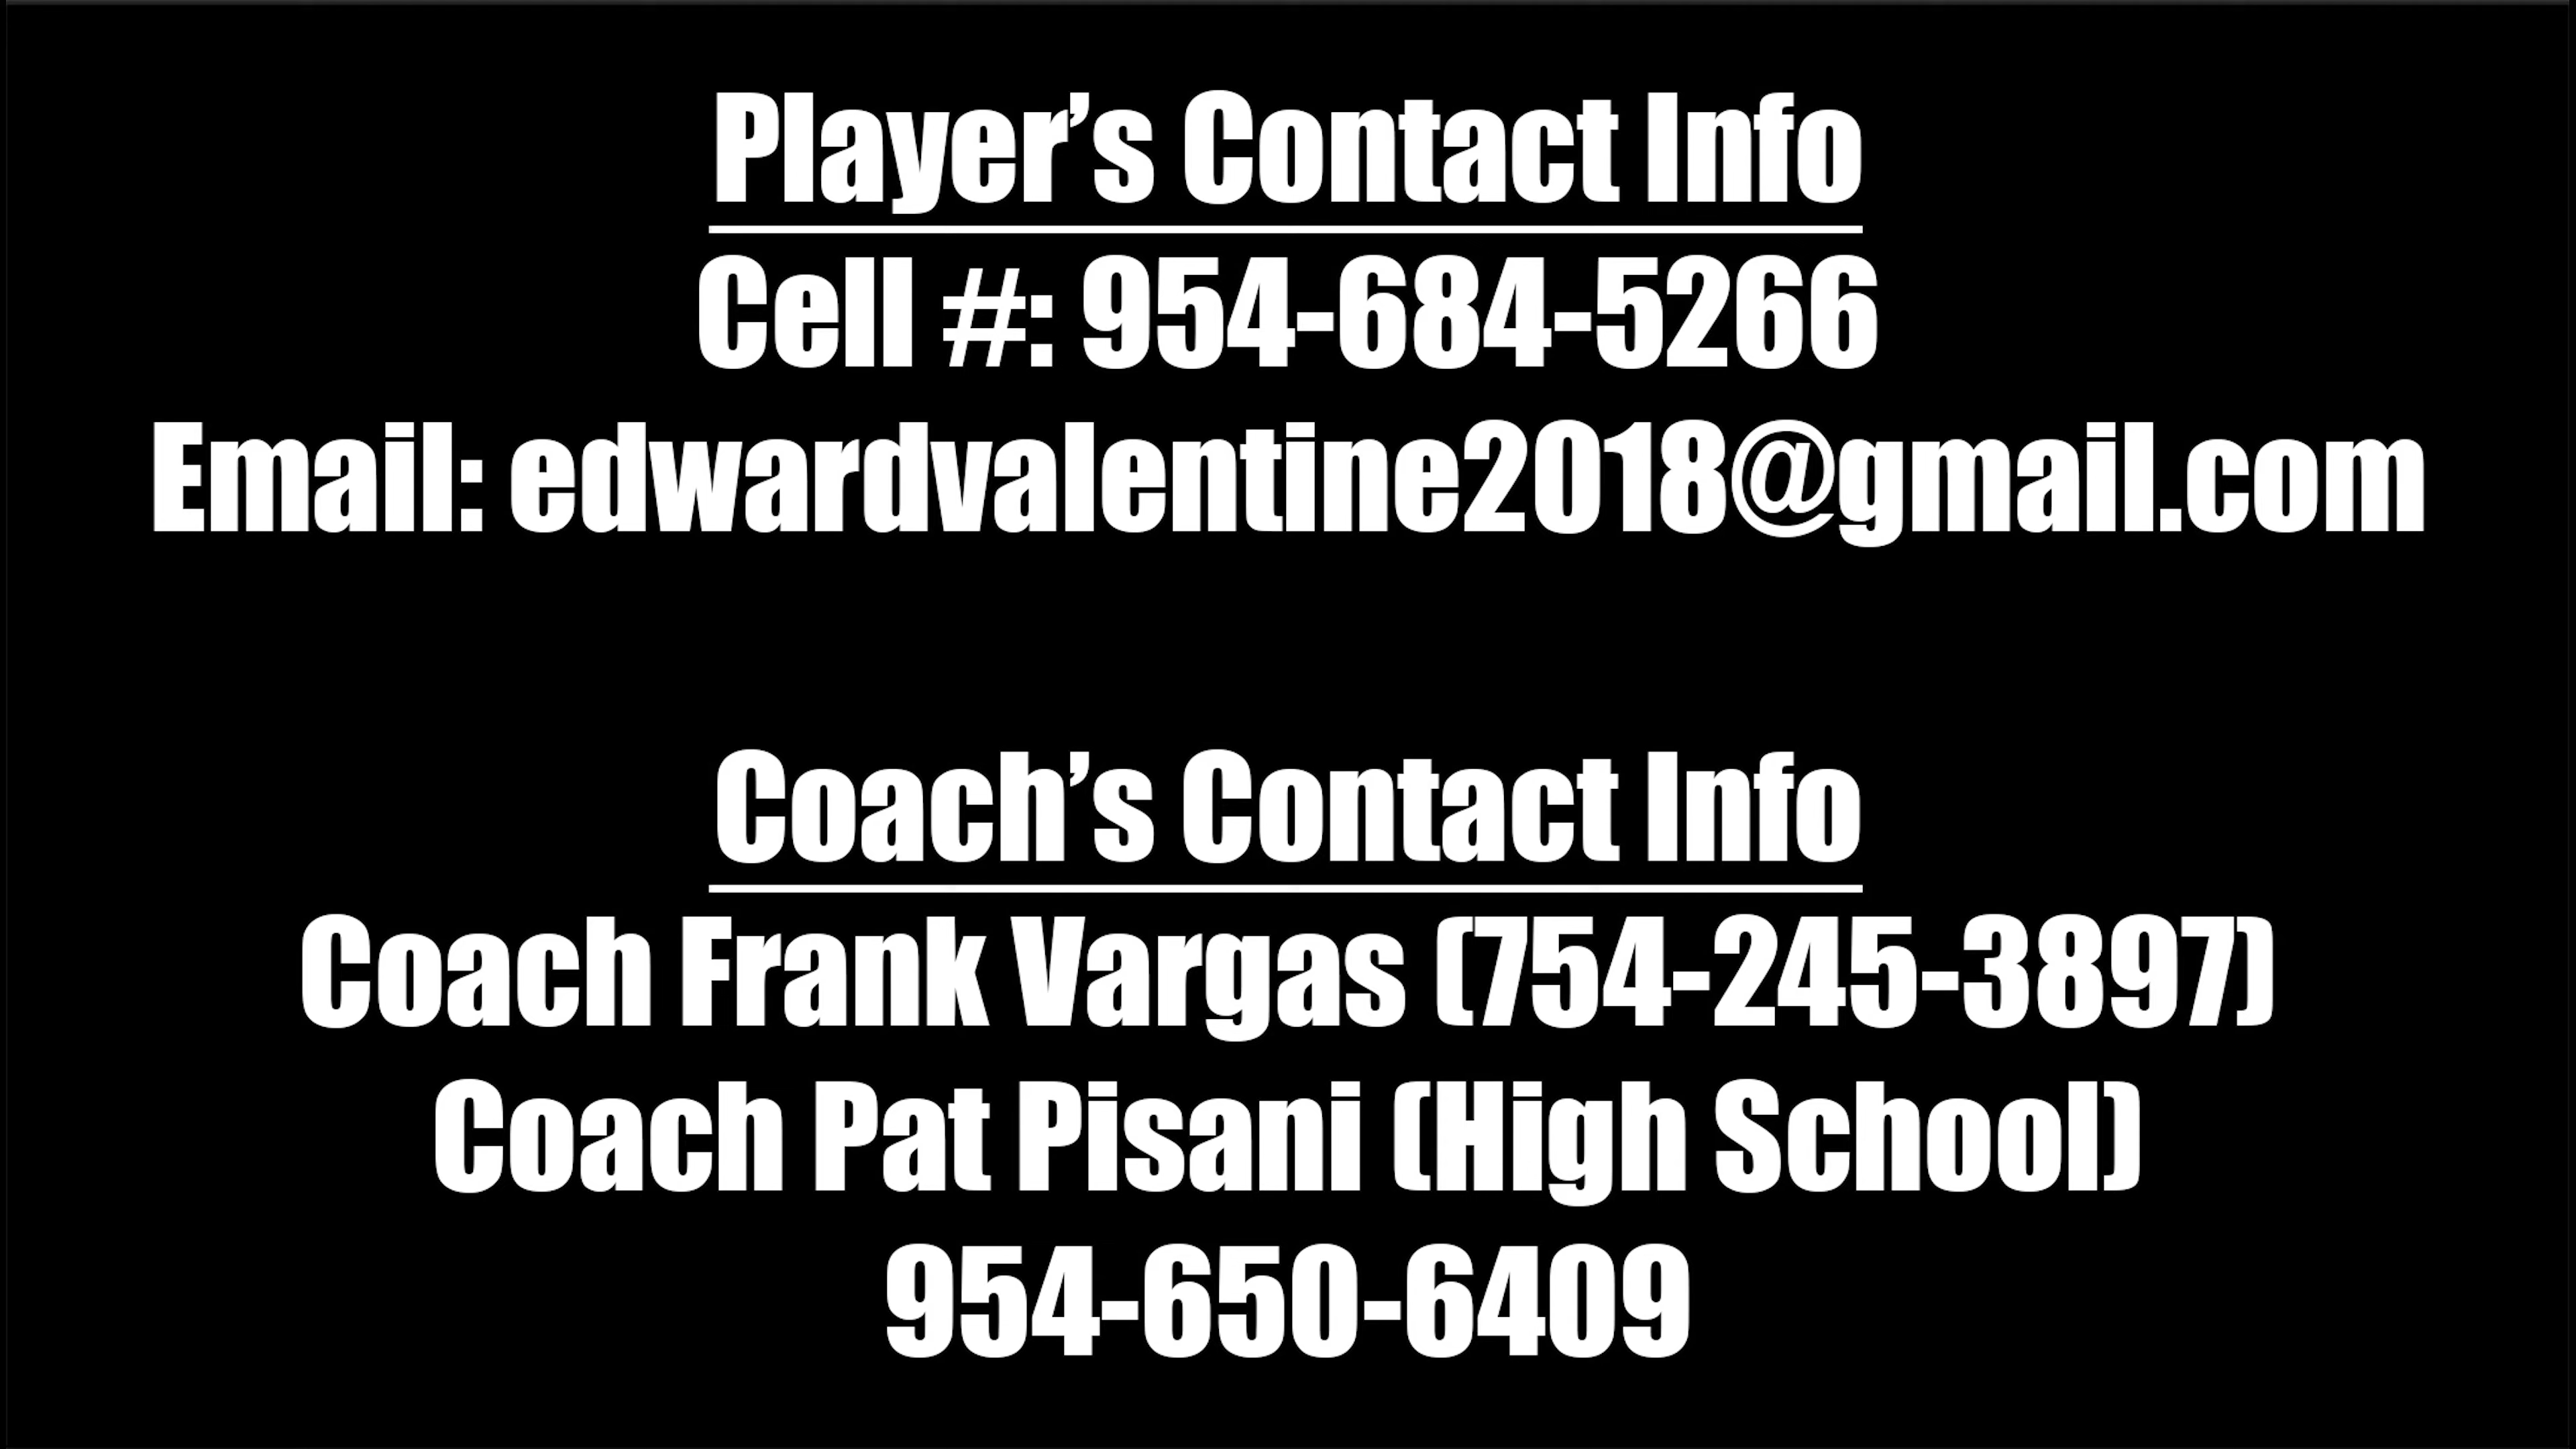 Player’s Contact Info
Cell #: 954-684-5266
Email: edwardvalentine2018@gmail.com
Coach’s Contact Info
Coach Frank Vargas (754-245-3897)
Coach Pat Pisani (High School)
954-650-6409